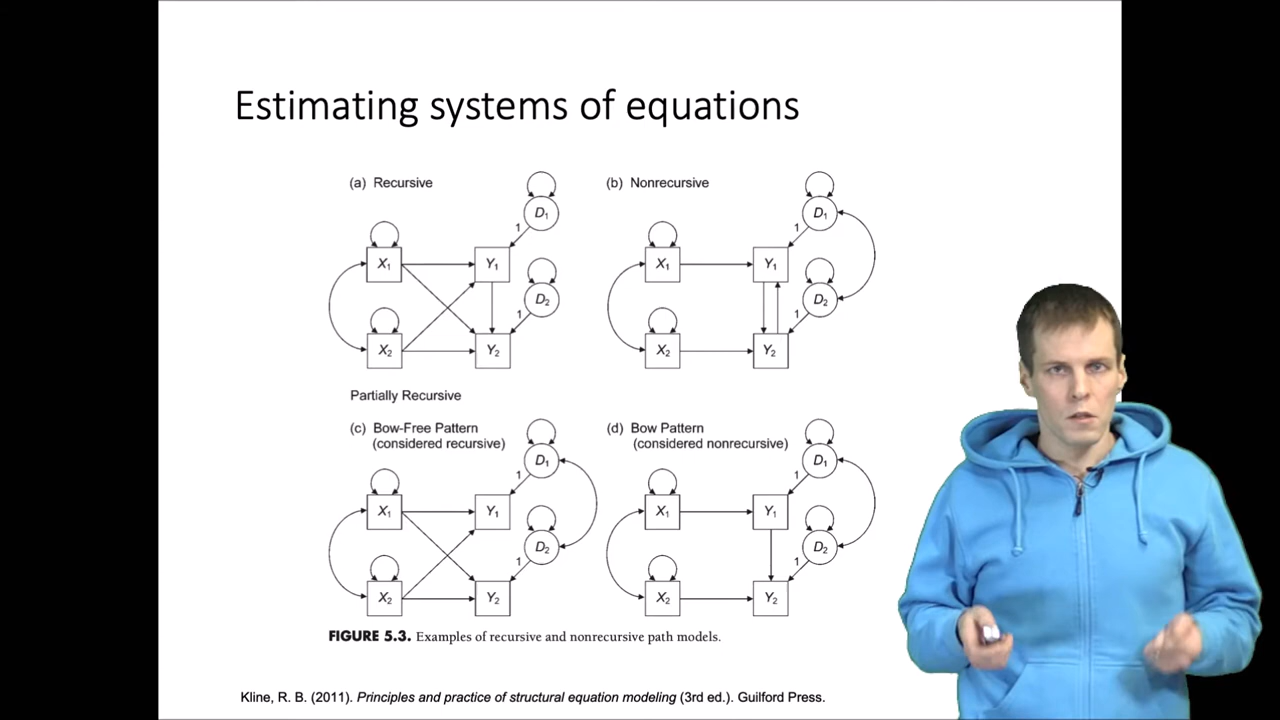 Estimating systems of equations
(a) Recursive
(b) Nonrecursive
D1
D1
1
1
X1
Y1
X1
Y1
D2
D2
1
1
X2
Y2
X2
Y2
Partially Recursive
(c) Bow-Free Pattern
(considered recursive)
(d) Bow Pattern
(considered nonrecursive)
D1
D1
1
1
X1
Y1
X1
Y1
D2
D2
1
1
X2
Y2
X2
Y2
FIGURE 5.3. Examples of recursive and nonrecursive path models.
Kline, R. B. (2011). Principles and practice of structural equation modeling (3rd ed.). Guilford Press.